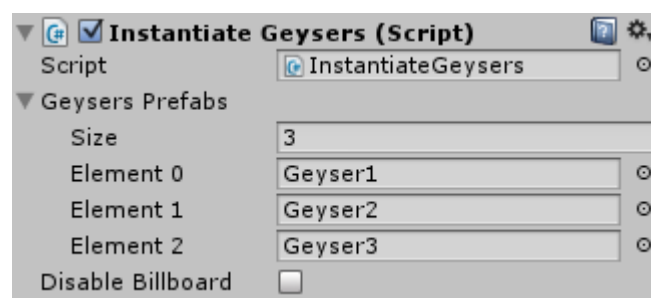 Instantiate Geysers (Script)
Script InstantiateGeysers
Geysers Prefabs
Size 3
Element 0 Geyser1
Element 1 Geyser2
Element 2 Geyser3
Disable Billboard